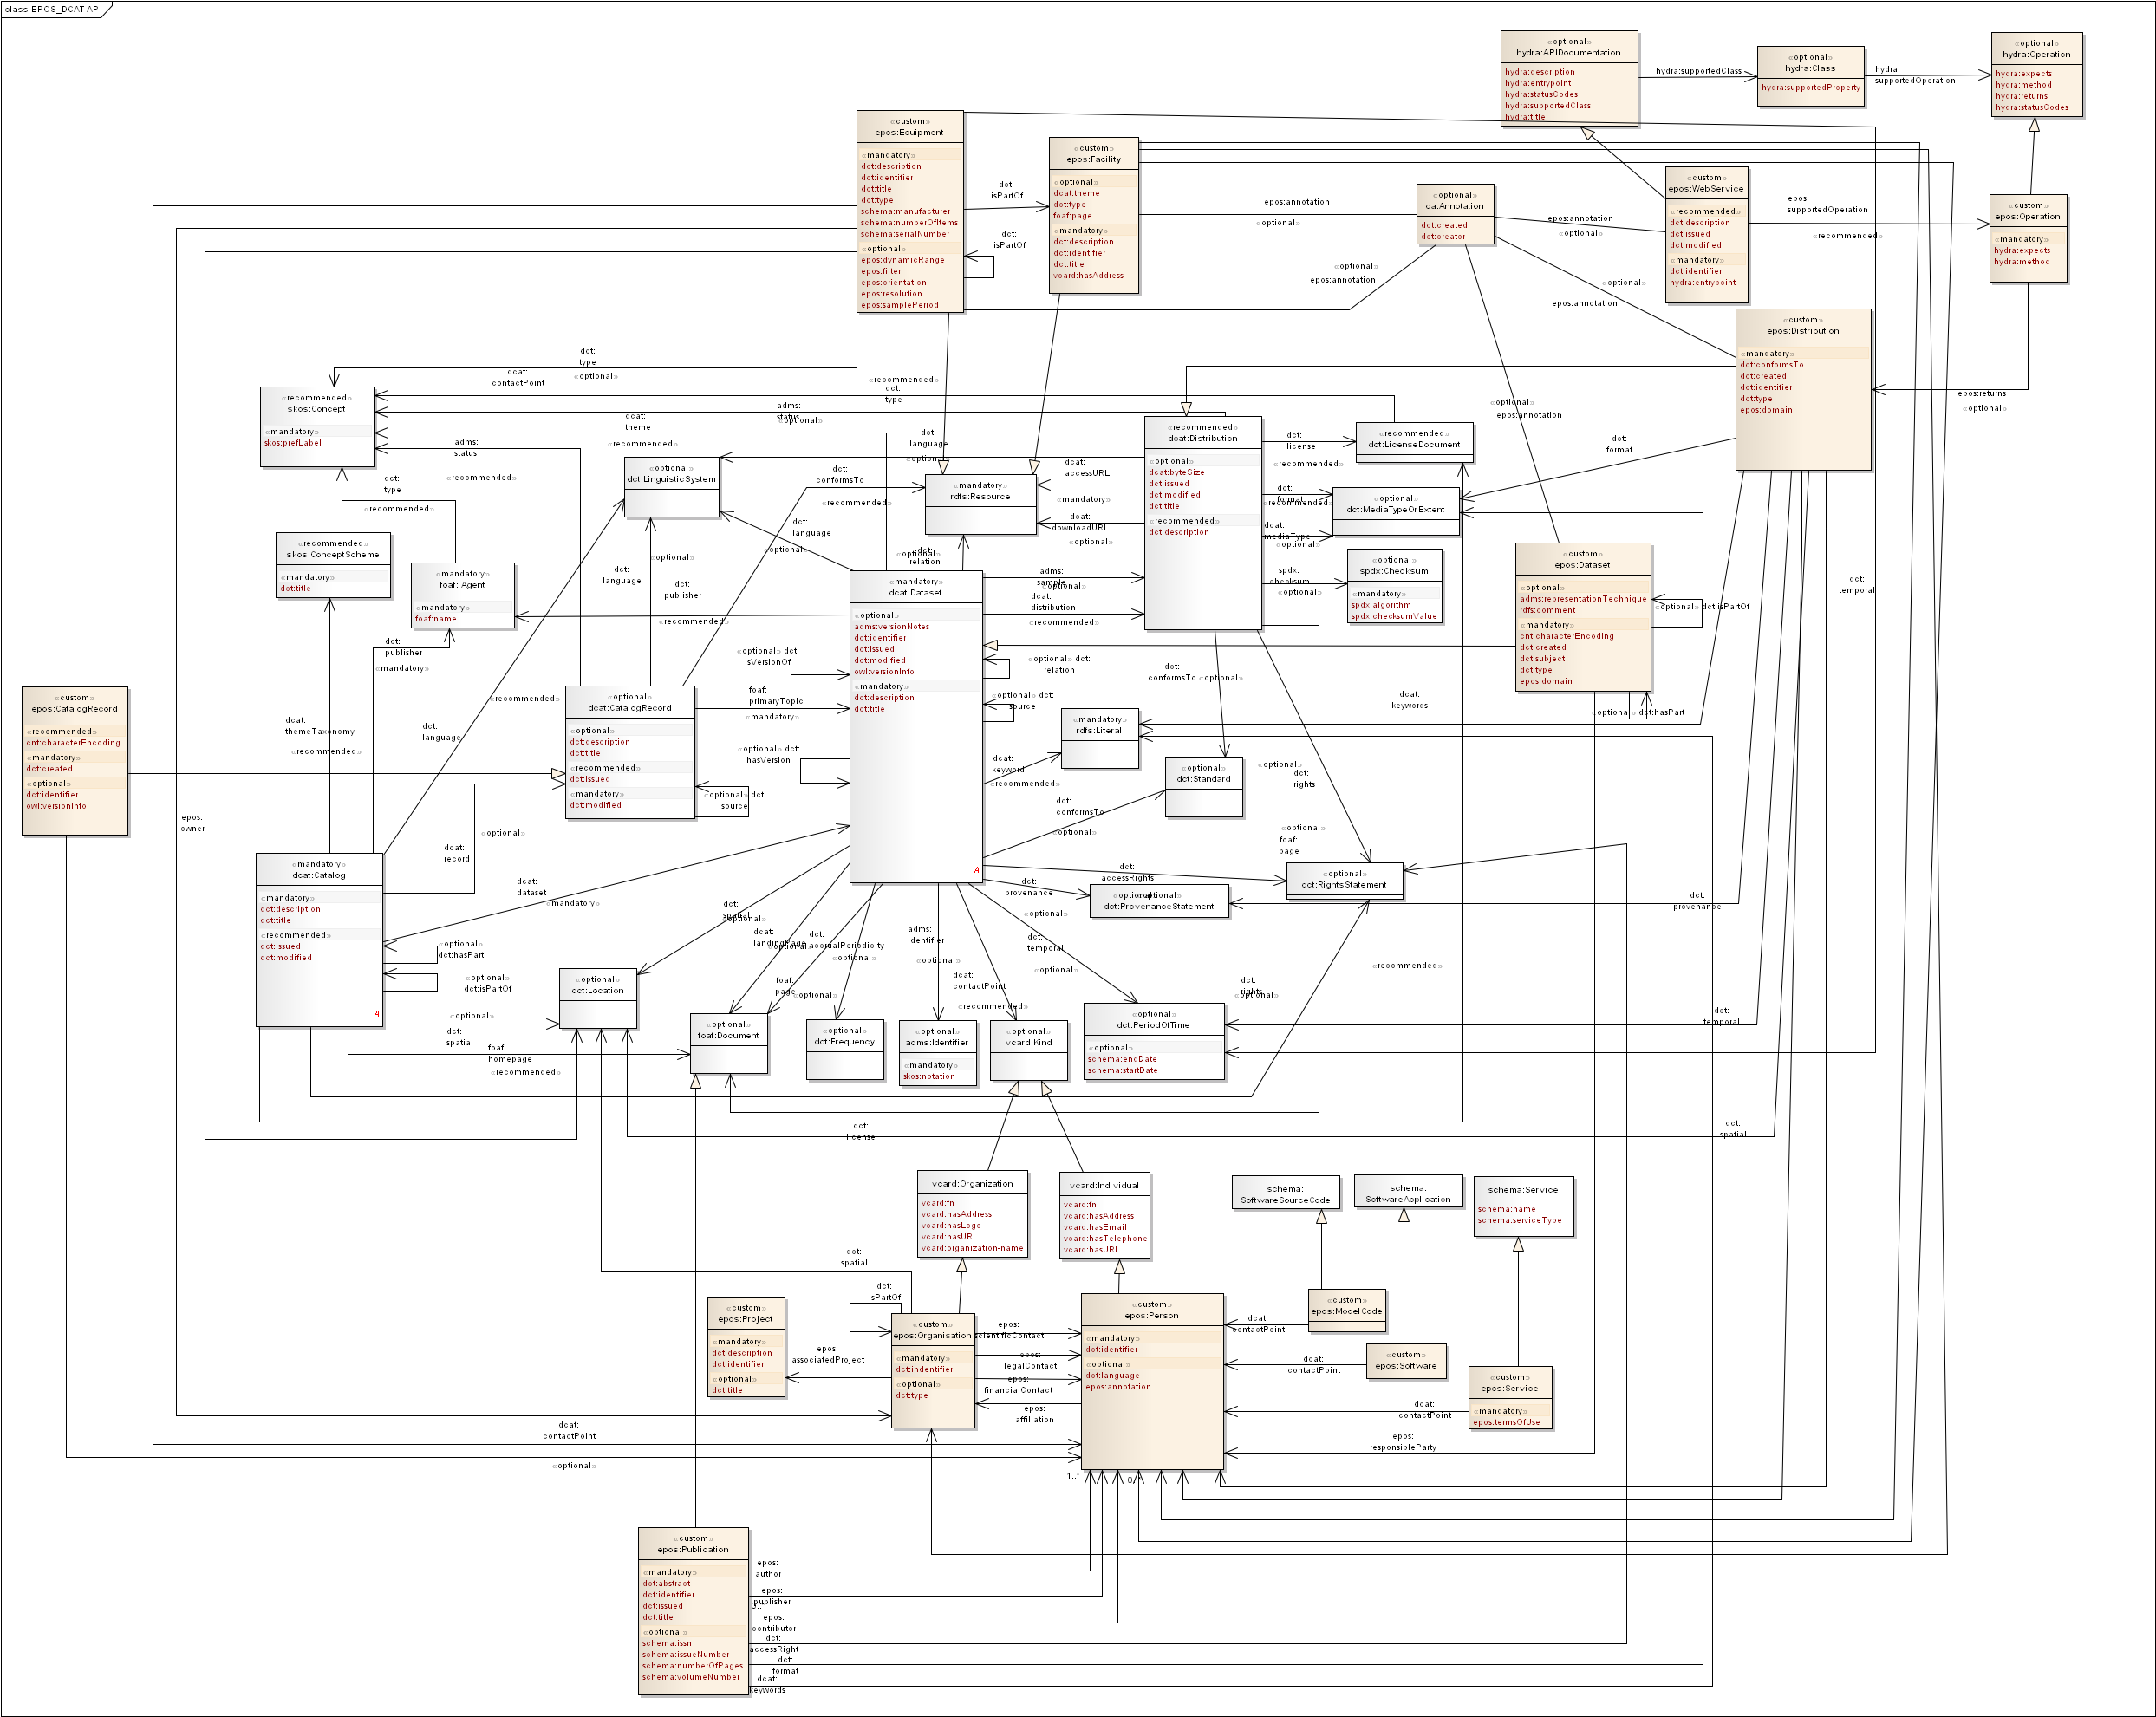 class EPOS_DCAT-AP
«optional»
hydra:APIDocumentation
hydra:description
hydra:entrypoint
hydra:statusCodes
hydra:supportedClass
hydra:title
hydra:supportedClass
«optional»
hydra:Class
hydra:supportedProperty
hydra:
supportedOperation
«optional»
hydra:Operation
hydra:expects
hydra:method
hydra:returns
hydra:statusCodes
«custom»
epos:Equipment
«mandatory»
dct:description
dct:identifier
dct:title
dct:type
schema:manufacturer
schema:numberOfItems
schema:serialNumber
«optional»
epos:dynamicRange
epos:filter
epos:orientation
epos:resolution
epos:samplePeriod
dct:
isPartOf
dct:
isPartOf
«custom»
epos:Facility
«optional»
dcat:theme
dct:type
foaf:page
«mandatory»
dct:description
dct:identifier
dct:title
vcard:hasAddress
epos:annotation
«optional»
«optional»
oa:Annotation
dct:created
dct:creator
epos:annotation
«optional»
«custom»
epos:WebService
«recommended»
dct:description
dct:issued
dct:modified
«mandatory»
dct:identifier
hydra:entrypoint
epos:
supportedOperation
«recommended»
«custom»
epos:Operation
«mandatory»
hydra:expects
hydra:method
«optional»
epos:annotation
«optional»
epos:annotation
«custom»
epos:Distribution
«mandatory»
dct:conformsTo
dct:created
dct:identifier
dct:type
epos:domain
epos:returns
«optional»
dct:
type
«optional»
dcat:
contactPoint
«recommended»
dct:
type
«recommended»
skos:Concept
«mandatory»
skos:prefLabel
adms:
status
«optional»
dcat:
theme
«recommended»
adms:
status
«recommended»
dct:
type
«recommended»
dct:
language
«optional»
«optional»
dct:LinguisticSystem
dct:
conformsTo
«recommended»
«mandatory»
rdfs:Resource
dcat:
accessURL
«mandatory»
dct:
downloadURL
«optional»
«recommended»
dcat:Distribution
«optional»
dcat:byteSize
dct:issued
dct:modified
dct:title
«recommended»
dct:description
dct:
license
«recommended»
«recommended»
dct:LicenseDocument
dct:
format
«recommended»
dcat:
mediaType
«optional»
«optional»
dct:MediaTypeOrExtent
dct:
format
«optional»
epos:annotation
spdx:
checksum
«optional»
«optional»
spdx:Checksum
«mandatory»
spdx:algorithm
spdx:checksumValue
«custom»
epos:Dataset
«optional»
adms:representationTechnique
rdfs:comment
«mandatory»
cnt:characterEncoding
dct:created
dct:subject
dct:type
epos:domain
«optional» dct:isPartOf
«optional» dct:hasPart
dct:
temporal
«recommended»
skos:ConceptScheme
«mandatory»
dct:title
«mandatory»
foaf: Agent
«mandatory»
foaf:name
dct:
language
«optional»
dct:
language
«optional»
dct:
publisher
«recommended»
«optional»
dct:
relation
«mandatory»
dcat:Dataset
«optional»
adms:versionNotes
dct:identifier
dct:issued
dct:modified
owl:versionInfo
«mandatory»
dct:description
dct:title
A
adms:
sample
«optional»
dcat:
distribution
«recommended»
«optional» dct:
isVersionOf
«optional» dct:
relation
«optional» dct:
source
«optional» dct:
hasVersion
dct:
publisher
«mandatory»
dct:
conformsTo «optional»
dcat:
keywords
«custom»
epos:CatalogRecord
«recommended»
cnt:characterEncoding
«mandatory»
dct:created
«optional»
dct:identifier
owl:versionInfo
dcat:
themeTaxonomy
«recommended»
dct:
language
«recommended»
«optional»
dcat:CatalogRecord
«optional»
dct:description
dct:title
«recommended»
dct:issued
«mandatory»
dct:modified
foaf:
primaryTopic
«mandatory»
«optional» dct:
source
dcat:
keyword
«recommended»
«mandatory»
rdfs:Literal
«optional»
dct:Standard
dct:
conformsTo
«optional»
«optional»
dct:
rights
«optional»
foaf:
page
epos:
owner
«mandatory»
dcat:Catalog
«mandatory»
dct:description
dct:title
«recommended»
dct:issued
dct:modified
A
dcat:
record
«optional»
dcat:
dataset
«mandatory»
«optional»
dct:hasPart
«optional»
dct:isPartOf
«optional»
dct:
spatial
foaf:
homepage
«recommended»
«optional»
dct:Location
dct:
spatial
«optional»
dcat:
landingPage
«optional»
dct:
accrualPeriodicity
«optional»
foaf:
page
«optional»
adms:
identifier
«optional»
dcat:
contactPoint
«recommended»
dct:
temporal
«optional»
dct:
provenance
«optional»
dct:
accessRights
«optional»
«optional»
dct:ProvenanceStatement
«optional»
dct:RightsStatement
dct:
provenance
«recommended»
dct:
rights
«optional»
dct:
temporal
«optional»
foaf:Document
«optional»
dct:Frequency
«optional»
adms:Identifier
«mandatory»
skos:notation
«optional»
vcard:Kind
«optional»
dct:PeriodOfTime
«optional»
schema:endDate
schema:startDate
dct:
license
dct:
spatial
vcard:Organization
vcard:fn
vcard:hasAddress
vcard:hasLogo
vcard:hasURL
vcard:organization-name
vcard:Individual
vcard:fn
vcard:hasAddress
vcard:hasEmail
vcard:hasTelephone
vcard:hasURL
schema:
SoftwareSourceCode
schema:
SoftwareApplication
schema:Service
schema:name
schema:serviceType
dct:
spatial
dct:
isPartOf
«custom»
epos:Project
«mandatory»
dct:description
dct:identifier
«optional»
dct:title
epos:
associatedProject
«custom»
epos:Organisation
«mandatory»
dct:indentifier
«optional»
dct:type
epos:
scientificContact
epos:
legalContact
epos:
financialContact
epos:
affiliation
«custom»
epos:Person
«mandatory»
dct:identifier
«optional»
dct:language
epos:annotation
dcat:
contactPoint
«custom»
epos:ModelCode
dcat:
contactPoint
«custom»
epos:Software
dcat:
contactPoint
«custom»
epos:Service
«mandatory»
epos:termsOfUse
epos:
responsibleParty
dcat:
contactPoint
«optional»
1..*
0..*
«custom»
epos:Publication
«mandatory»
dct:abstract
dct:identifier
dct:issued
dct:title
«optional»
schema:issn
schema:issueNumber
schema:numberOfPages
schema:volumeNumber
epos:
author
epos:
publisher
0..*
epos:
contributor
dct:
accessRight
dct:
format
dcat:
keywords